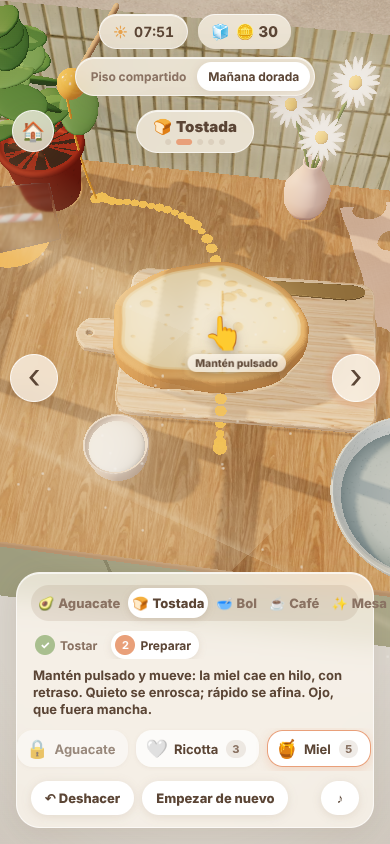 ☀ 07:51
🧊 🪙 30
Piso compartido Mañana dorada
🍞 Tostada
Mantén pulsado
🥑 Aguacate 🍞 Tostada 🥣 Bol ☕ Café ✨ Mesa
✓ Tostar 2 Preparar
Mantén pulsado y mueve: la miel cae en hilo, con
retraso. Quieto se enrosca; rápido se afina. Ojo,
que fuera mancha.
🔒 Aguacate 🤍 Ricotta 3 🍯 Miel 5
↶ Deshacer Empezar de nuevo ♪